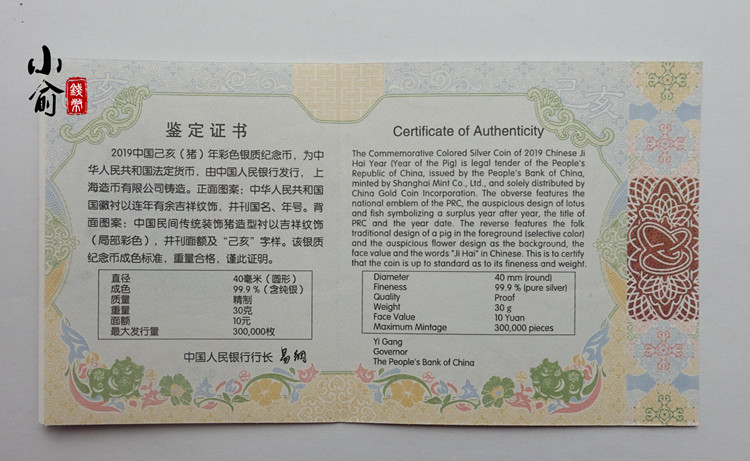 小俞
錢幣
己亥
己亥
鉴定证书
2019中国己亥（猪）年彩色银质纪念币，为中
华人民共和国法定货币，由中国人民银行发行，上
海造币有限公司铸造。正面图案：中华人民共和国
国徽衬以连年有余吉祥纹饰，并刊国名、年号。背
面图案：中国民间传统装饰猪造型衬以吉祥纹饰
（局部彩色），并刊面额及“己亥”字样。该银质
纪念币成色标准，重量合格，谨此证明。
直径 40毫米（圆形）
成色 99.9％（含纯银）
质量 精制
重量 30克
面额 10元
最大发行量 300,000枚
中国人民银行行长 易纲
Certificate of Authenticity
The Commemorative Colored Silver Coin of 2019 Chinese Ji
Hai Year (Year of the Pig) is legal tender of the People's
Republic of China, issued by the People's Bank of China,
minted by Shanghai Mint Co., Ltd., and solely distributed by
China Gold Coin Incorporation. The obverse features the
national emblem of the PRC, the auspicious design of lotus
and fish symbolizing a surplus year after year, the title of
PRC and the year date. The reverse features the folk
traditional design of a pig in the foreground (selective color)
and the auspicious flower design as the background, the
face value and the words "Ji Hai" in Chinese. This is to certify
that the coin is up to standard as to its fineness and weight.
Diameter 40 mm (round)
Fineness 99.9 % (pure silver)
Quality Proof
Weight 30 g
Face Value 10 Yuan
Maximum Mintage 300,000 pieces
Yi Gang
Governor
The People's Bank of China